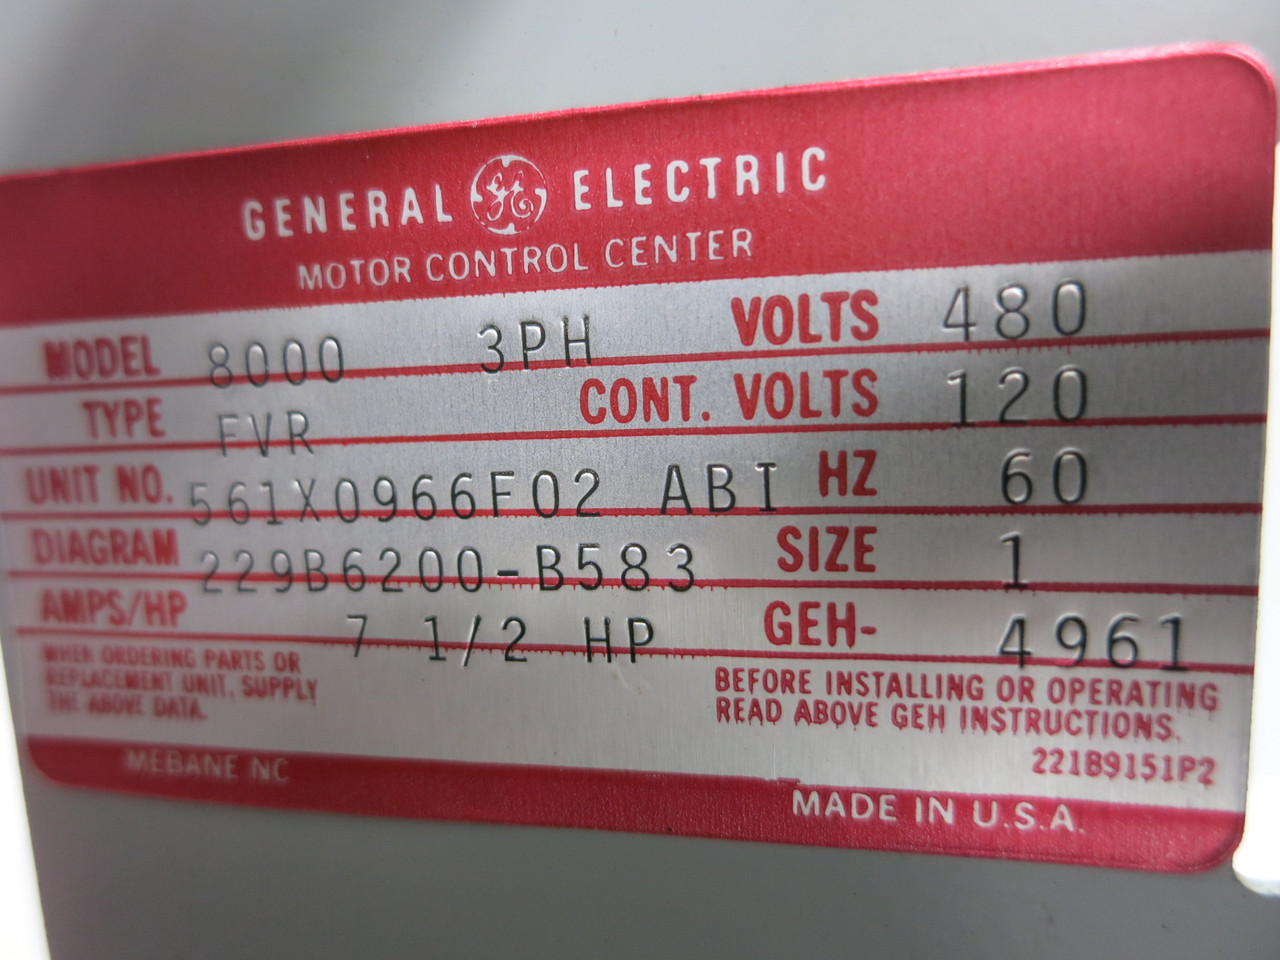 GENERAL GE ELECTRIC
MOTOR CONTROL CENTER
MODEL 8000 3PH VOLTS 480
TYPE FVR CONT. VOLTS 120
UNIT NO. 561X0966F02 ABI HZ 60
DIAGRAM 229B6200-B583 SIZE 1
AMPS/HP 7 1/2 HP GEH- 4961
WHEN ORDERING PARTS OR
REPLACEMENT UNIT, SUPPLY
THE ABOVE DATA.
BEFORE INSTALLING OR OPERATING
READ ABOVE GEH INSTRUCTIONS.
221B9151P2
MEBANE NC
MADE IN U.S.A.